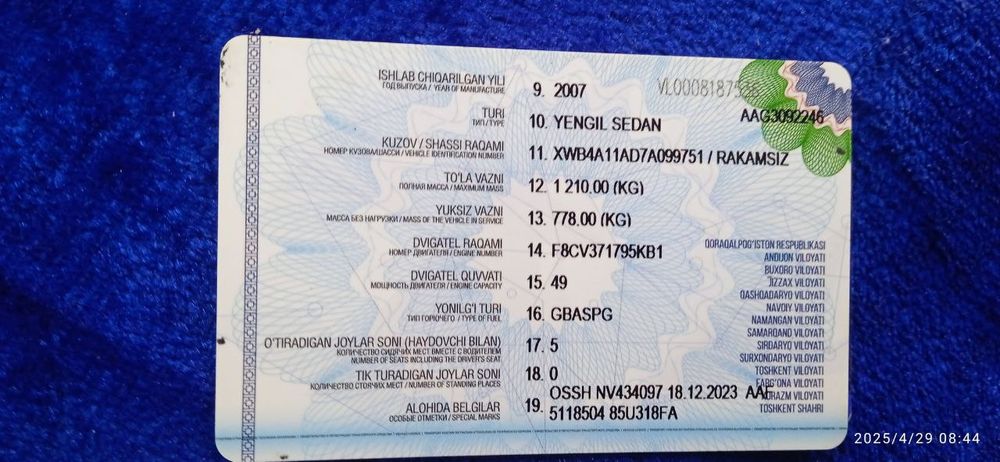 ISHLAB CHIQARILGAN YILI
ГОД ВЫПУСКА / YEAR OF MANUFACTURE
9. 2007
VL0008187526
AAG3092246
TURI
ТИП / TYPE
10. YENGIL SEDAN
KUZOV / SHASSI RAQAMI
НОМЕР КУЗОВА/ШАССИ / VEHICLE IDENTIFICATION NUMBER
11. XWB4A11AD7A099751 / RAKAMSIZ
TO'LA VAZNI
ПОЛНАЯ МАССА / MAXIMUM MASS
12. 1 210.00 (KG)
YUKSIZ VAZNI
МАССА БЕЗ НАГРУЗКИ / MASS OF THE VEHICLE IN SERVICE
13. 778.00 (KG)
DVIGATEL RAQAMI
НОМЕР ДВИГАТЕЛЯ / ENGINE NUMBER
14. F8CV371795KB1
DVIGATEL QUVVATI
МОЩНОСТЬ ДВИГАТЕЛЯ / ENGINE CAPACITY
15. 49
YONILG'I TURI
ТИП ГОРЮЧЕГО / TYPE OF FUEL
16. GBASPG
O'TIRADIGAN JOYLAR SONI (HAYDOVCHI BILAN)
КОЛИЧЕСТВО СИДЯЧИХ МЕСТ ВМЕСТЕ С ВОДИТЕЛЕМ
NUMBER OF SEATS INCLUDING THE DRIVER'S SEAT
17. 5
TIK TURADIGAN JOYLAR SONI
КОЛИЧЕСТВО СТОЯЧИХ МЕСТ / NUMBER OF STANDING PLACES
18. 0
ALOHIDA BELGILAR
ОСОБЫЕ ОТМЕТКИ / SPECIAL MARKS
19. OSSH NV434097 18.12.2023 AAF
5118504 85U318FA
QORAQALPOG'ISTON RESPUBLIKASI
ANDIJON VILOYATI
BUXORO VILOYATI
JIZZAX VILOYATI
QASHQADARYO VILOYATI
NAVOIY VILOYATI
NAMANGAN VILOYATI
SAMARQAND VILOYATI
SIRDARYO VILOYATI
SURXONDARYO VILOYATI
TOSHKENT VILOYATI
FARG'ONA VILOYATI
XORAZM VILOYATI
TOSHKENT SHAHRI
2025/4/29 08:44